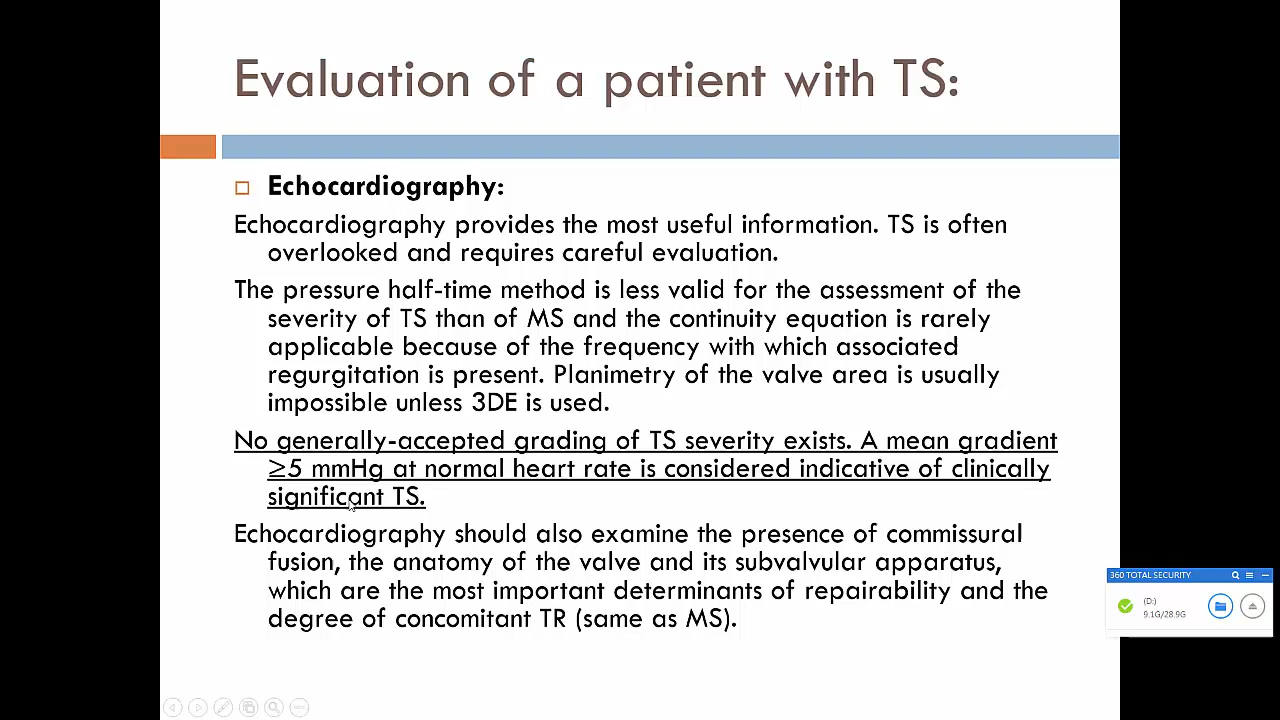 Evaluation of a patient with TS:
Echocardiography:
Echocardiography provides the most useful information. TS is often
overlooked and requires careful evaluation.
The pressure half-time method is less valid for the assessment of the
severity of TS than of MS and the continuity equation is rarely
applicable because of the frequency with which associated
regurgitation is present. Planimetry of the valve area is usually
impossible unless 3DE is used.
No generally-accepted grading of TS severity exists. A mean gradient
≥5 mmHg at normal heart rate is considered indicative of clinically
significant TS.
Echocardiography should also examine the presence of commissural
fusion, the anatomy of the valve and its subvalvular apparatus,
which are the most important determinants of repairability and the
degree of concomitant TR (same as MS).
360 TOTAL SECURITY
(D:)
9.1G/28.9G